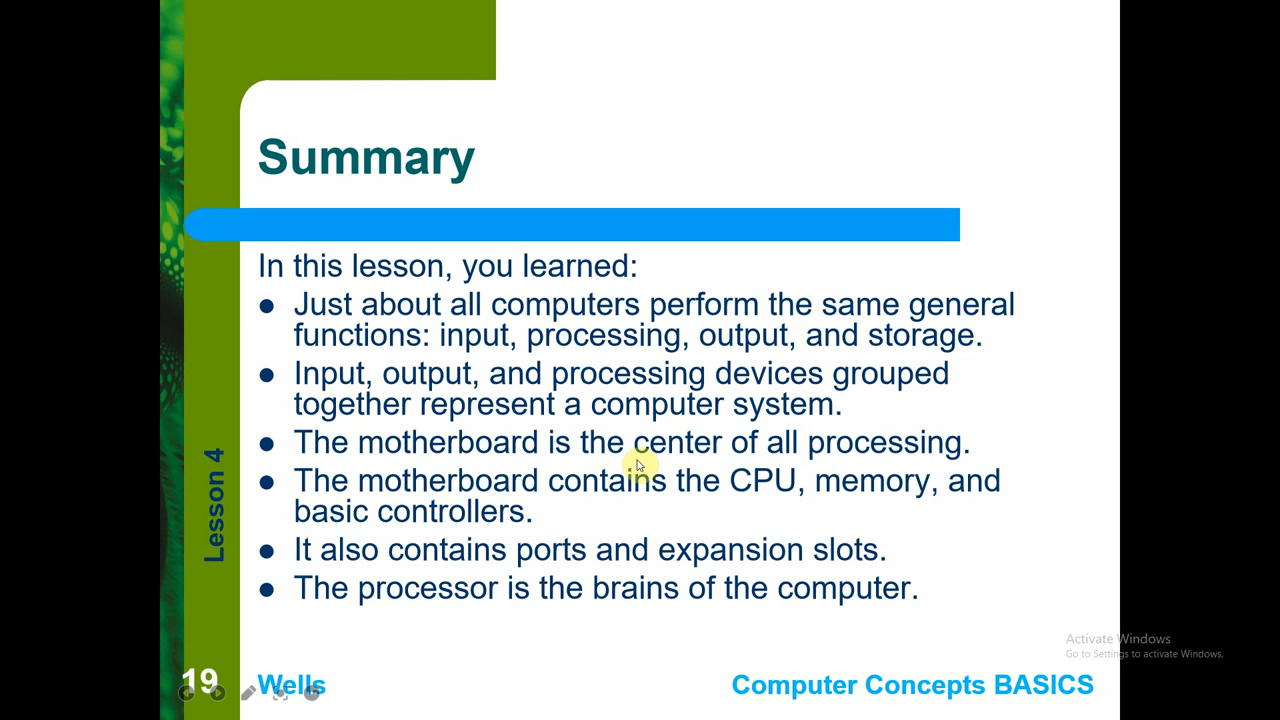 Summary
In this lesson, you learned:
● Just about all computers perform the same general
functions: input, processing, output, and storage.
● Input, output, and processing devices grouped
together represent a computer system.
● The motherboard is the center of all processing.
● The motherboard contains the CPU, memory, and
basic controllers.
● It also contains ports and expansion slots.
● The processor is the brains of the computer.
Lesson 4
Activate Windows
Go to Settings to activate Windows.
19 Wells
Computer Concepts BASICS